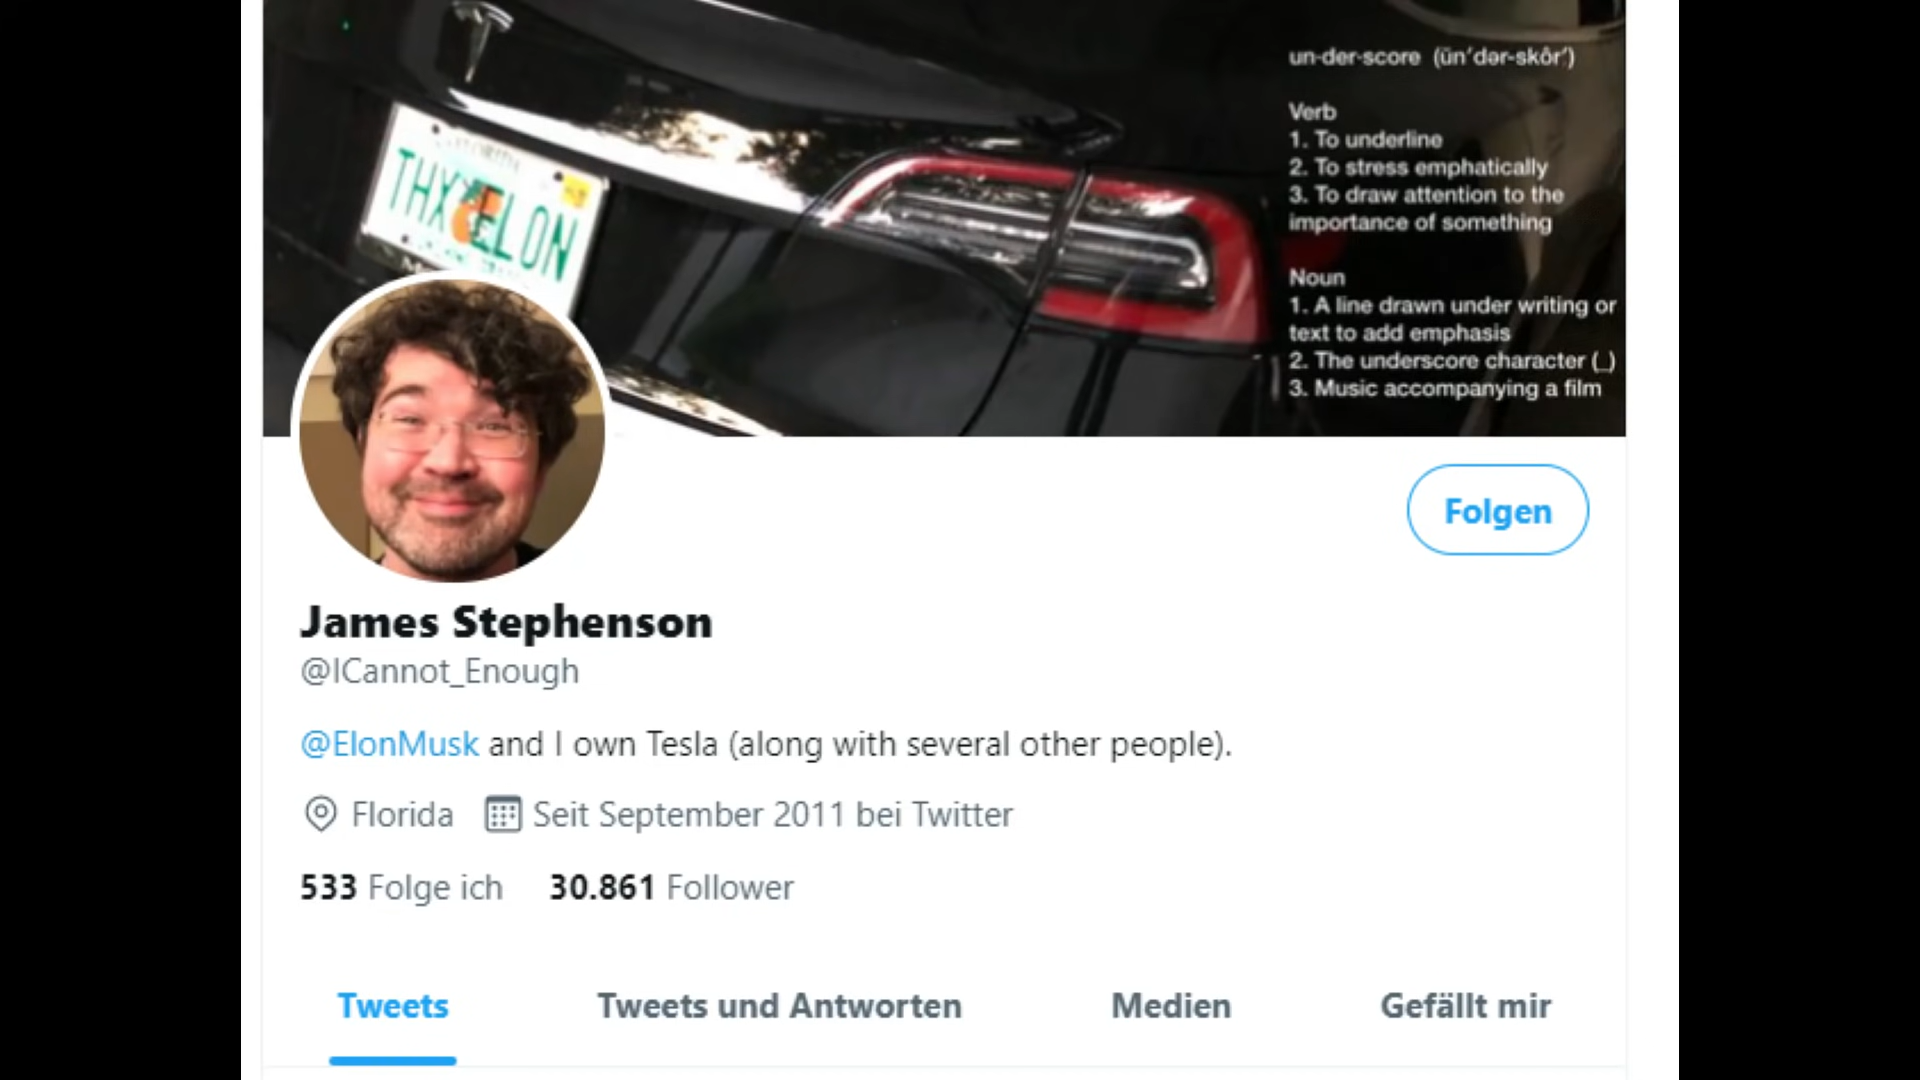 un-der-score (ŭn′dər-skôr′)
Verb
1. To underline
2. To stress emphatically
3. To draw attention to the
importance of something
Noun
1. A line drawn under writing or
text to add emphasis
2. The underscore character (_)
3. Music accompanying a film
THX ELON
Folgen
James Stephenson
@ICannot_Enough
@ElonMusk and I own Tesla (along with several other people).
Florida Seit September 2011 bei Twitter
533 Folge ich 30.861 Follower
Tweets Tweets und Antworten Medien Gefällt mir